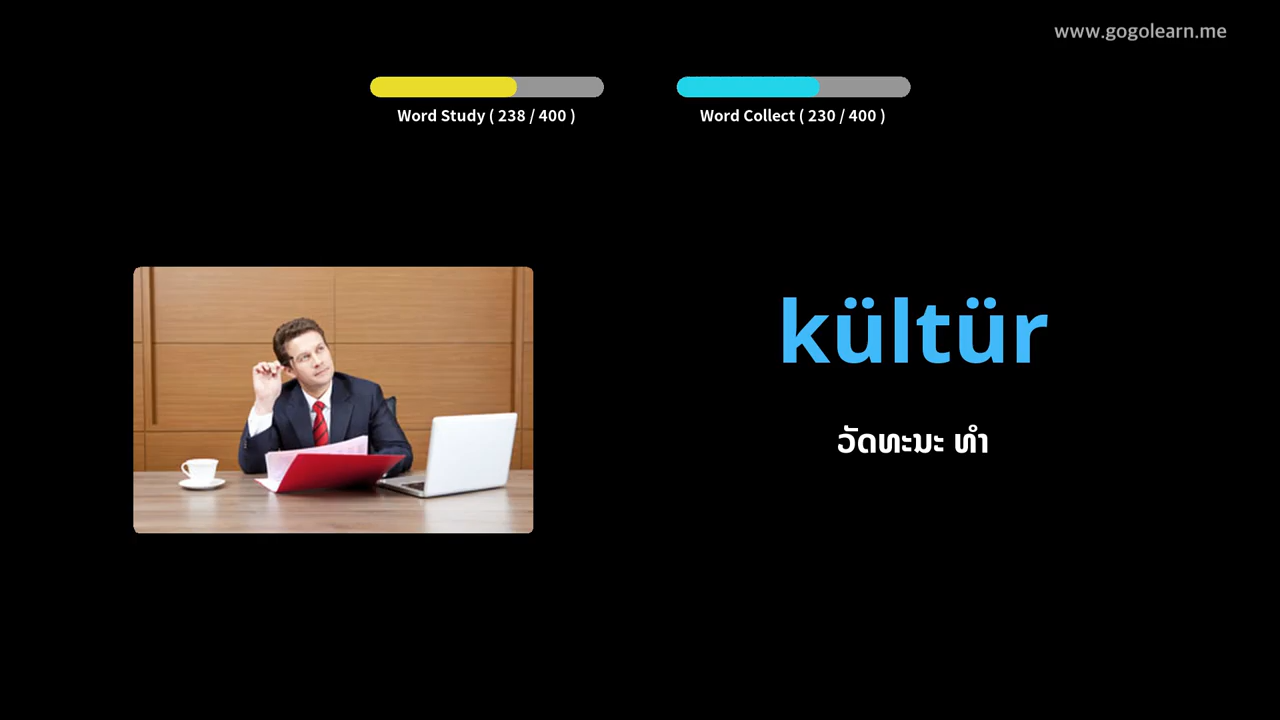 www.gogolearn.me
Word Study ( 238 / 400 )
Word Collect ( 230 / 400 )
kültür
ວັດທະນະ ທຳ